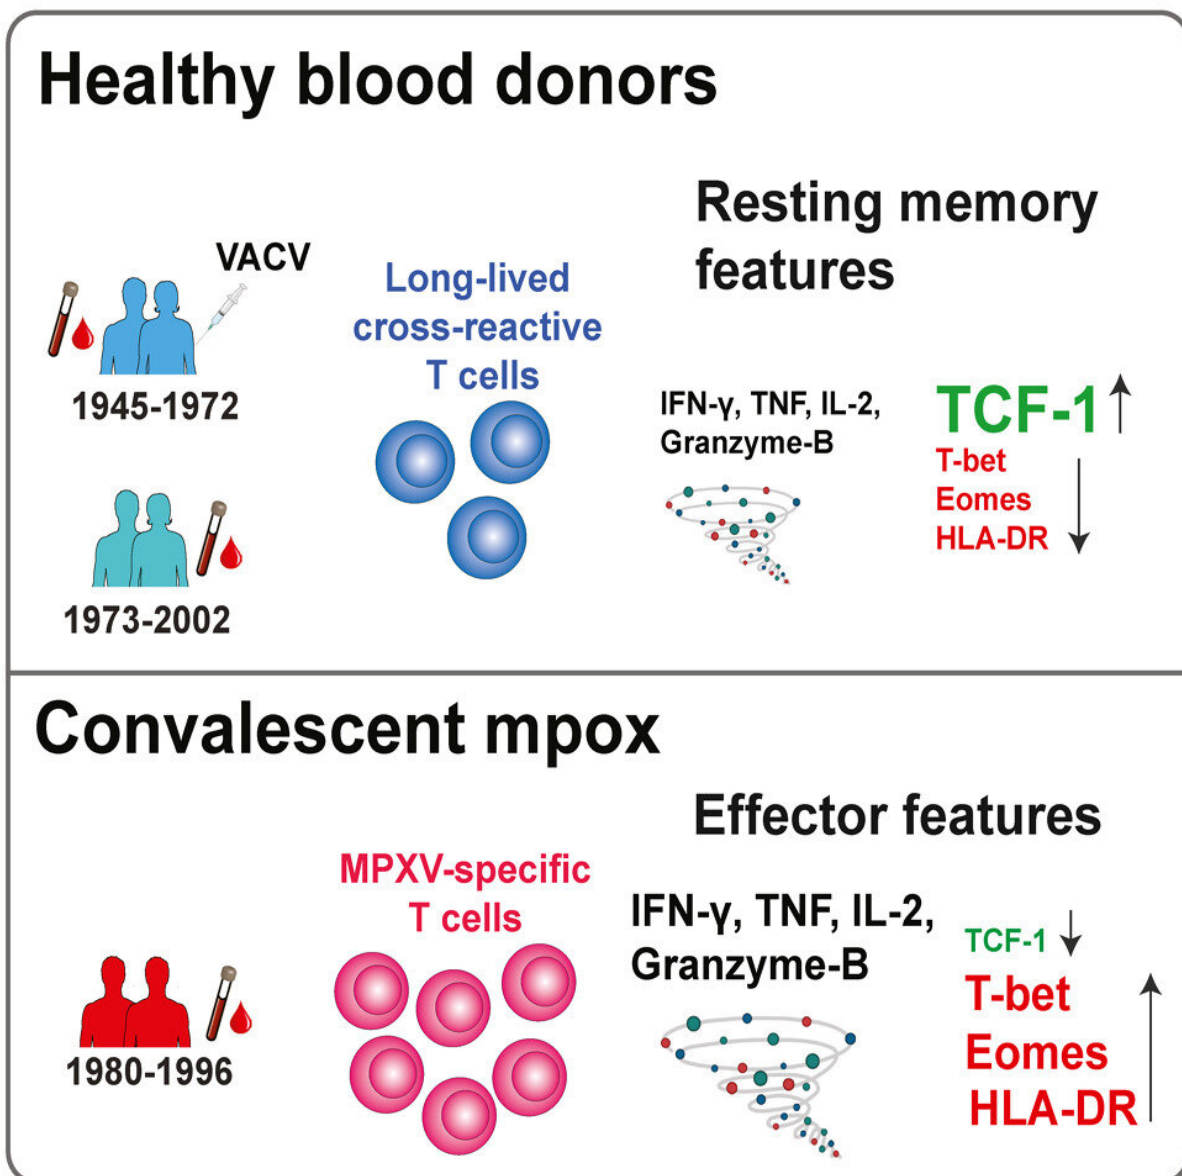 Healthy blood donors
Resting memory
features
VACV
Long-lived
cross-reactive
T cells
1945-1972
IFN-γ, TNF, IL-2,
Granzyme-B
TCF-1
T-bet
Eomes
HLA-DR
1973-2002
Convalescent mpox
Effector features
MPXV-specific
T cells
IFN-γ, TNF, IL-2,
Granzyme-B
TCF-1
T-bet
Eomes
HLA-DR
1980-1996